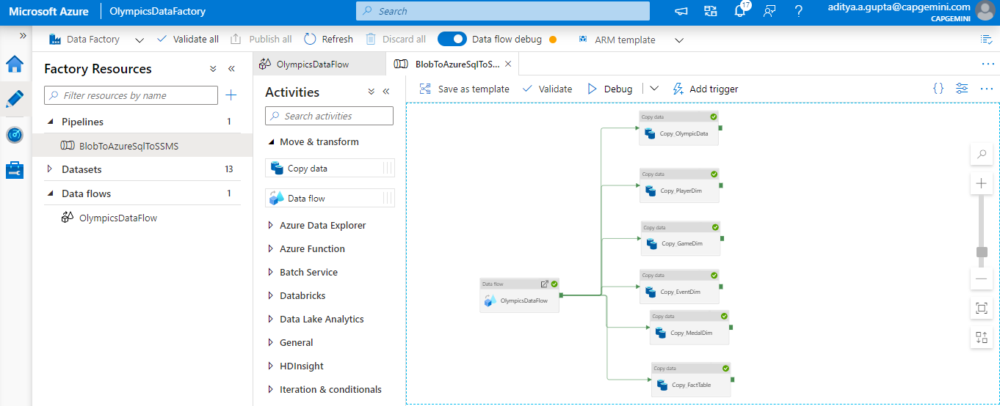 Microsoft Azure
OlympicsDataFactory
Search
17
aditya.a.gupta@capgemini.com
CAPGEMINI
Data Factory
Validate all
Publish all
Refresh
Discard all
Data flow debug
ARM template
Factory Resources
Filter resources by name
Pipelines
1
BlobToAzureSqlToSSMS
Datasets
13
Data flows
1
OlympicsDataFlow
OlympicsDataFlow
BlobToAzureSqlToS...
Activities
Search activities
Move & transform
Copy data
Data flow
Azure Data Explorer
Azure Function
Batch Service
Databricks
Data Lake Analytics
General
HDInsight
Iteration & conditionals
Save as template
Validate
Debug
Add trigger
Data flow
OlympicsDataFlow
Copy data
Copy_OlympicData
Copy data
Copy_PlayerDim
Copy data
Copy_GameDim
Copy data
Copy_EventDim
Copy data
Copy_MedalDim
Copy data
Copy_FactTable